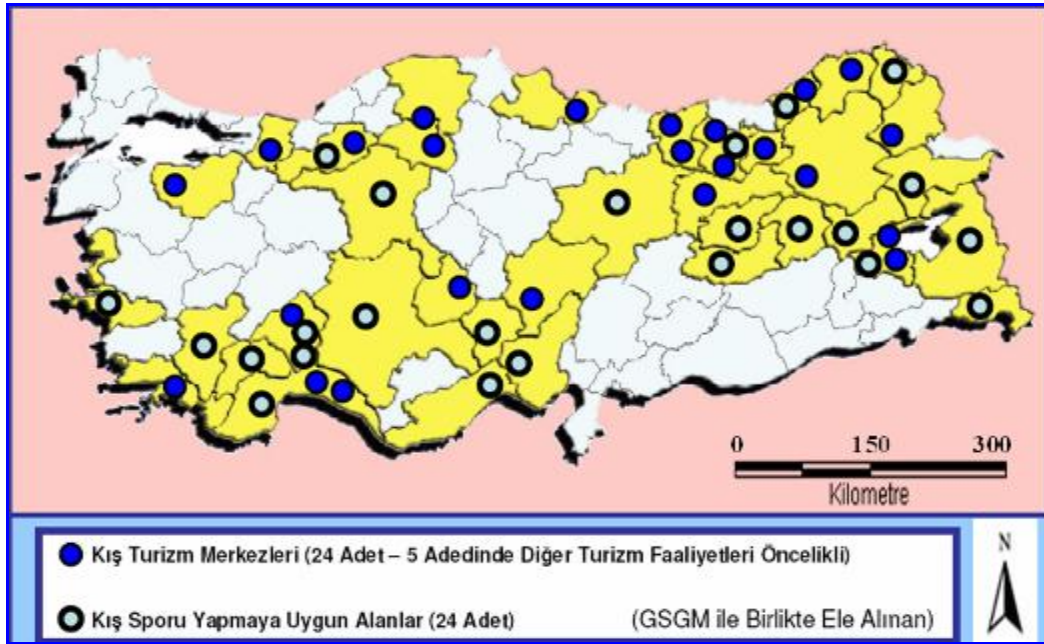 0 150 300
Kilometre
Kış Turizm Merkezleri (24 Adet – 5 Adedinde Diğer Turizm Faaliyetleri Öncelikli)
N
Kış Sporu Yapmaya Uygun Alanlar (24 Adet) (GSGM ile Birlikte Ele Alınan)